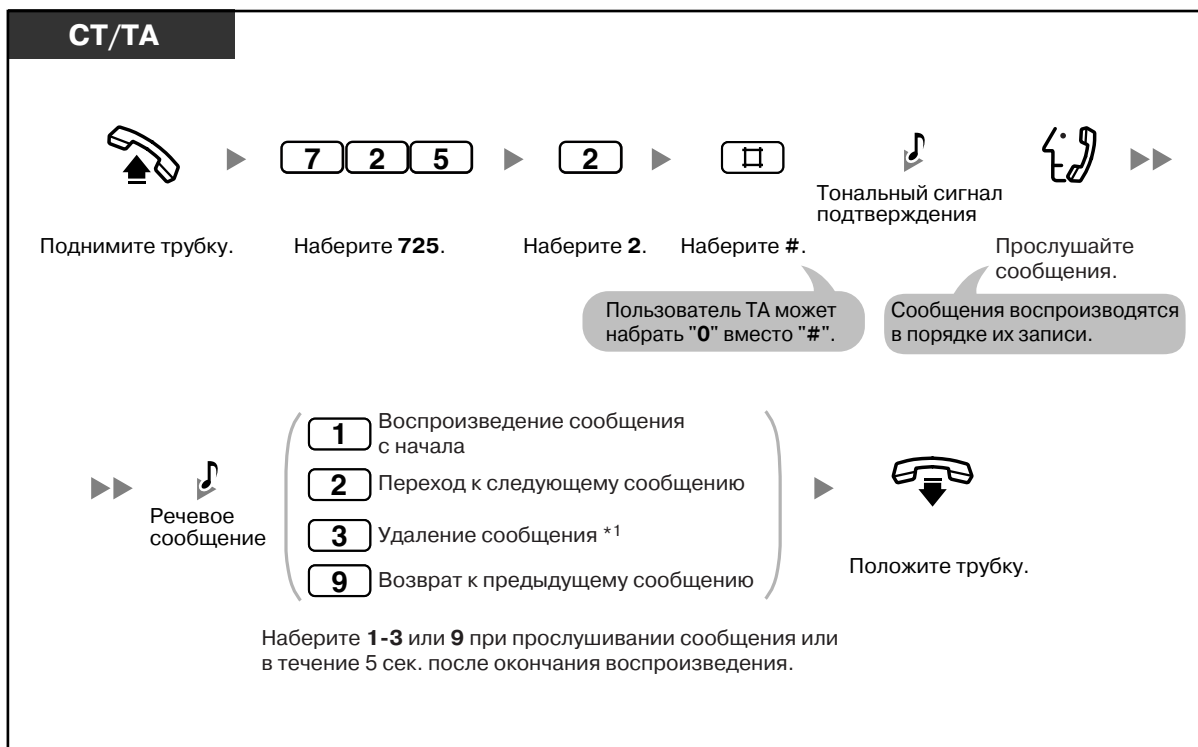 СТ/ТА
7 2 5
2
#
Тональный сигнал
подтверждения
Поднимите трубку.
Наберите 725.
Наберите 2.
Наберите #.
Прослушайте
сообщения.
Пользователь ТА может
набрать "0" вместо "#".
Сообщения воспроизводятся
в порядке их записи.
Речевое
сообщение
1 Воспроизведение сообщения
с начала
2 Переход к следующему сообщению
3 Удаление сообщения *1
9 Возврат к предыдущему сообщению
Положите трубку.
Наберите 1-3 или 9 при прослушивании сообщения или
в течение 5 сек. после окончания воспроизведения.